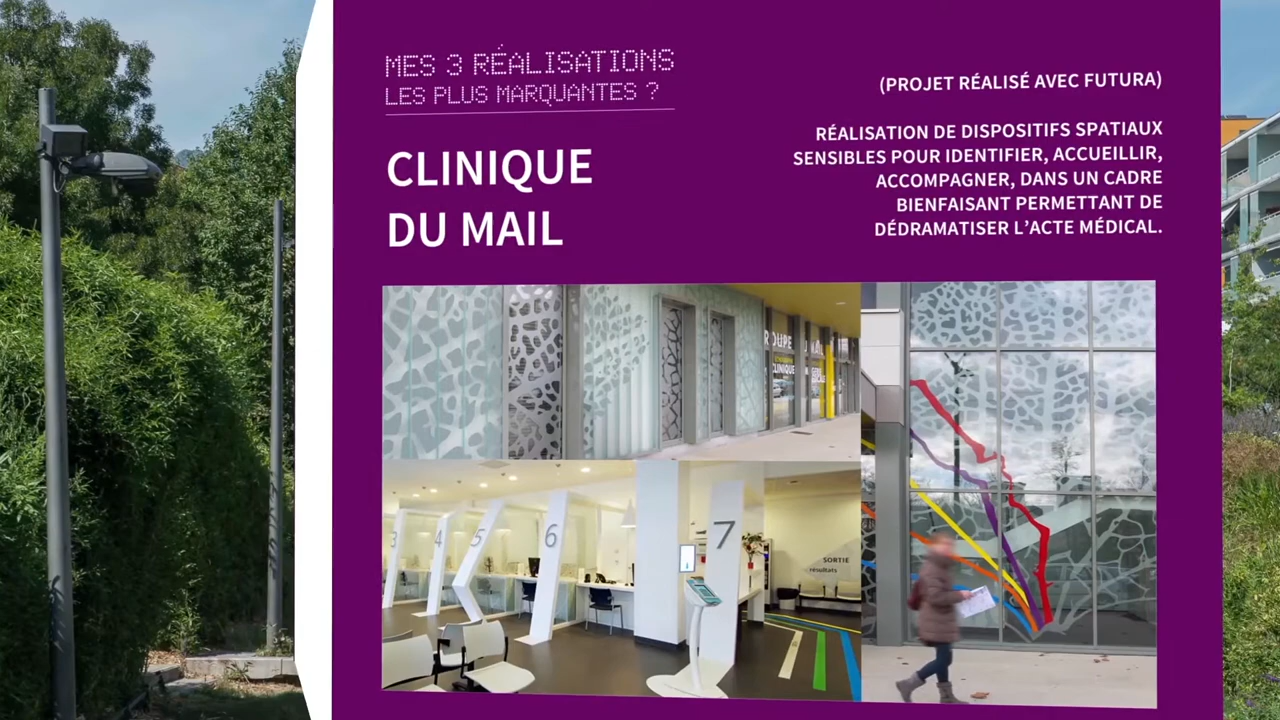 MES 3 RÉALISATIONS
LES PLUS MARQUANTES ?
CLINIQUE
DU MAIL
(PROJET RÉALISÉ AVEC FUTURA)
RÉALISATION DE DISPOSITIFS SPATIAUX
SENSIBLES POUR IDENTIFIER, ACCUEILLIR,
ACCOMPAGNER, DANS UN CADRE
BIENFAISANT PERMETTANT DE
DÉDRAMATISER L'ACTE MÉDICAL.
CLINIQUE
3 4 5 6 7
SORTIE
résultats